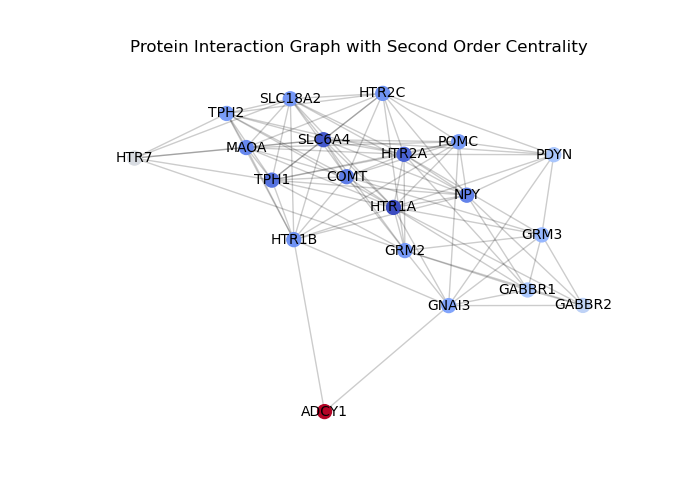 Protein Interaction Graph with Second Order Centrality
HTR2C
SLC18A2
TPH2
SLC6A4
POMC
MAOA
HTR2A
PDYN
HTR7
COMT
TPH1
NPY
HTR1A
GRM3
HTR1B
GRM2
GABBR1
GNAI3
GABBR2
ADCY1